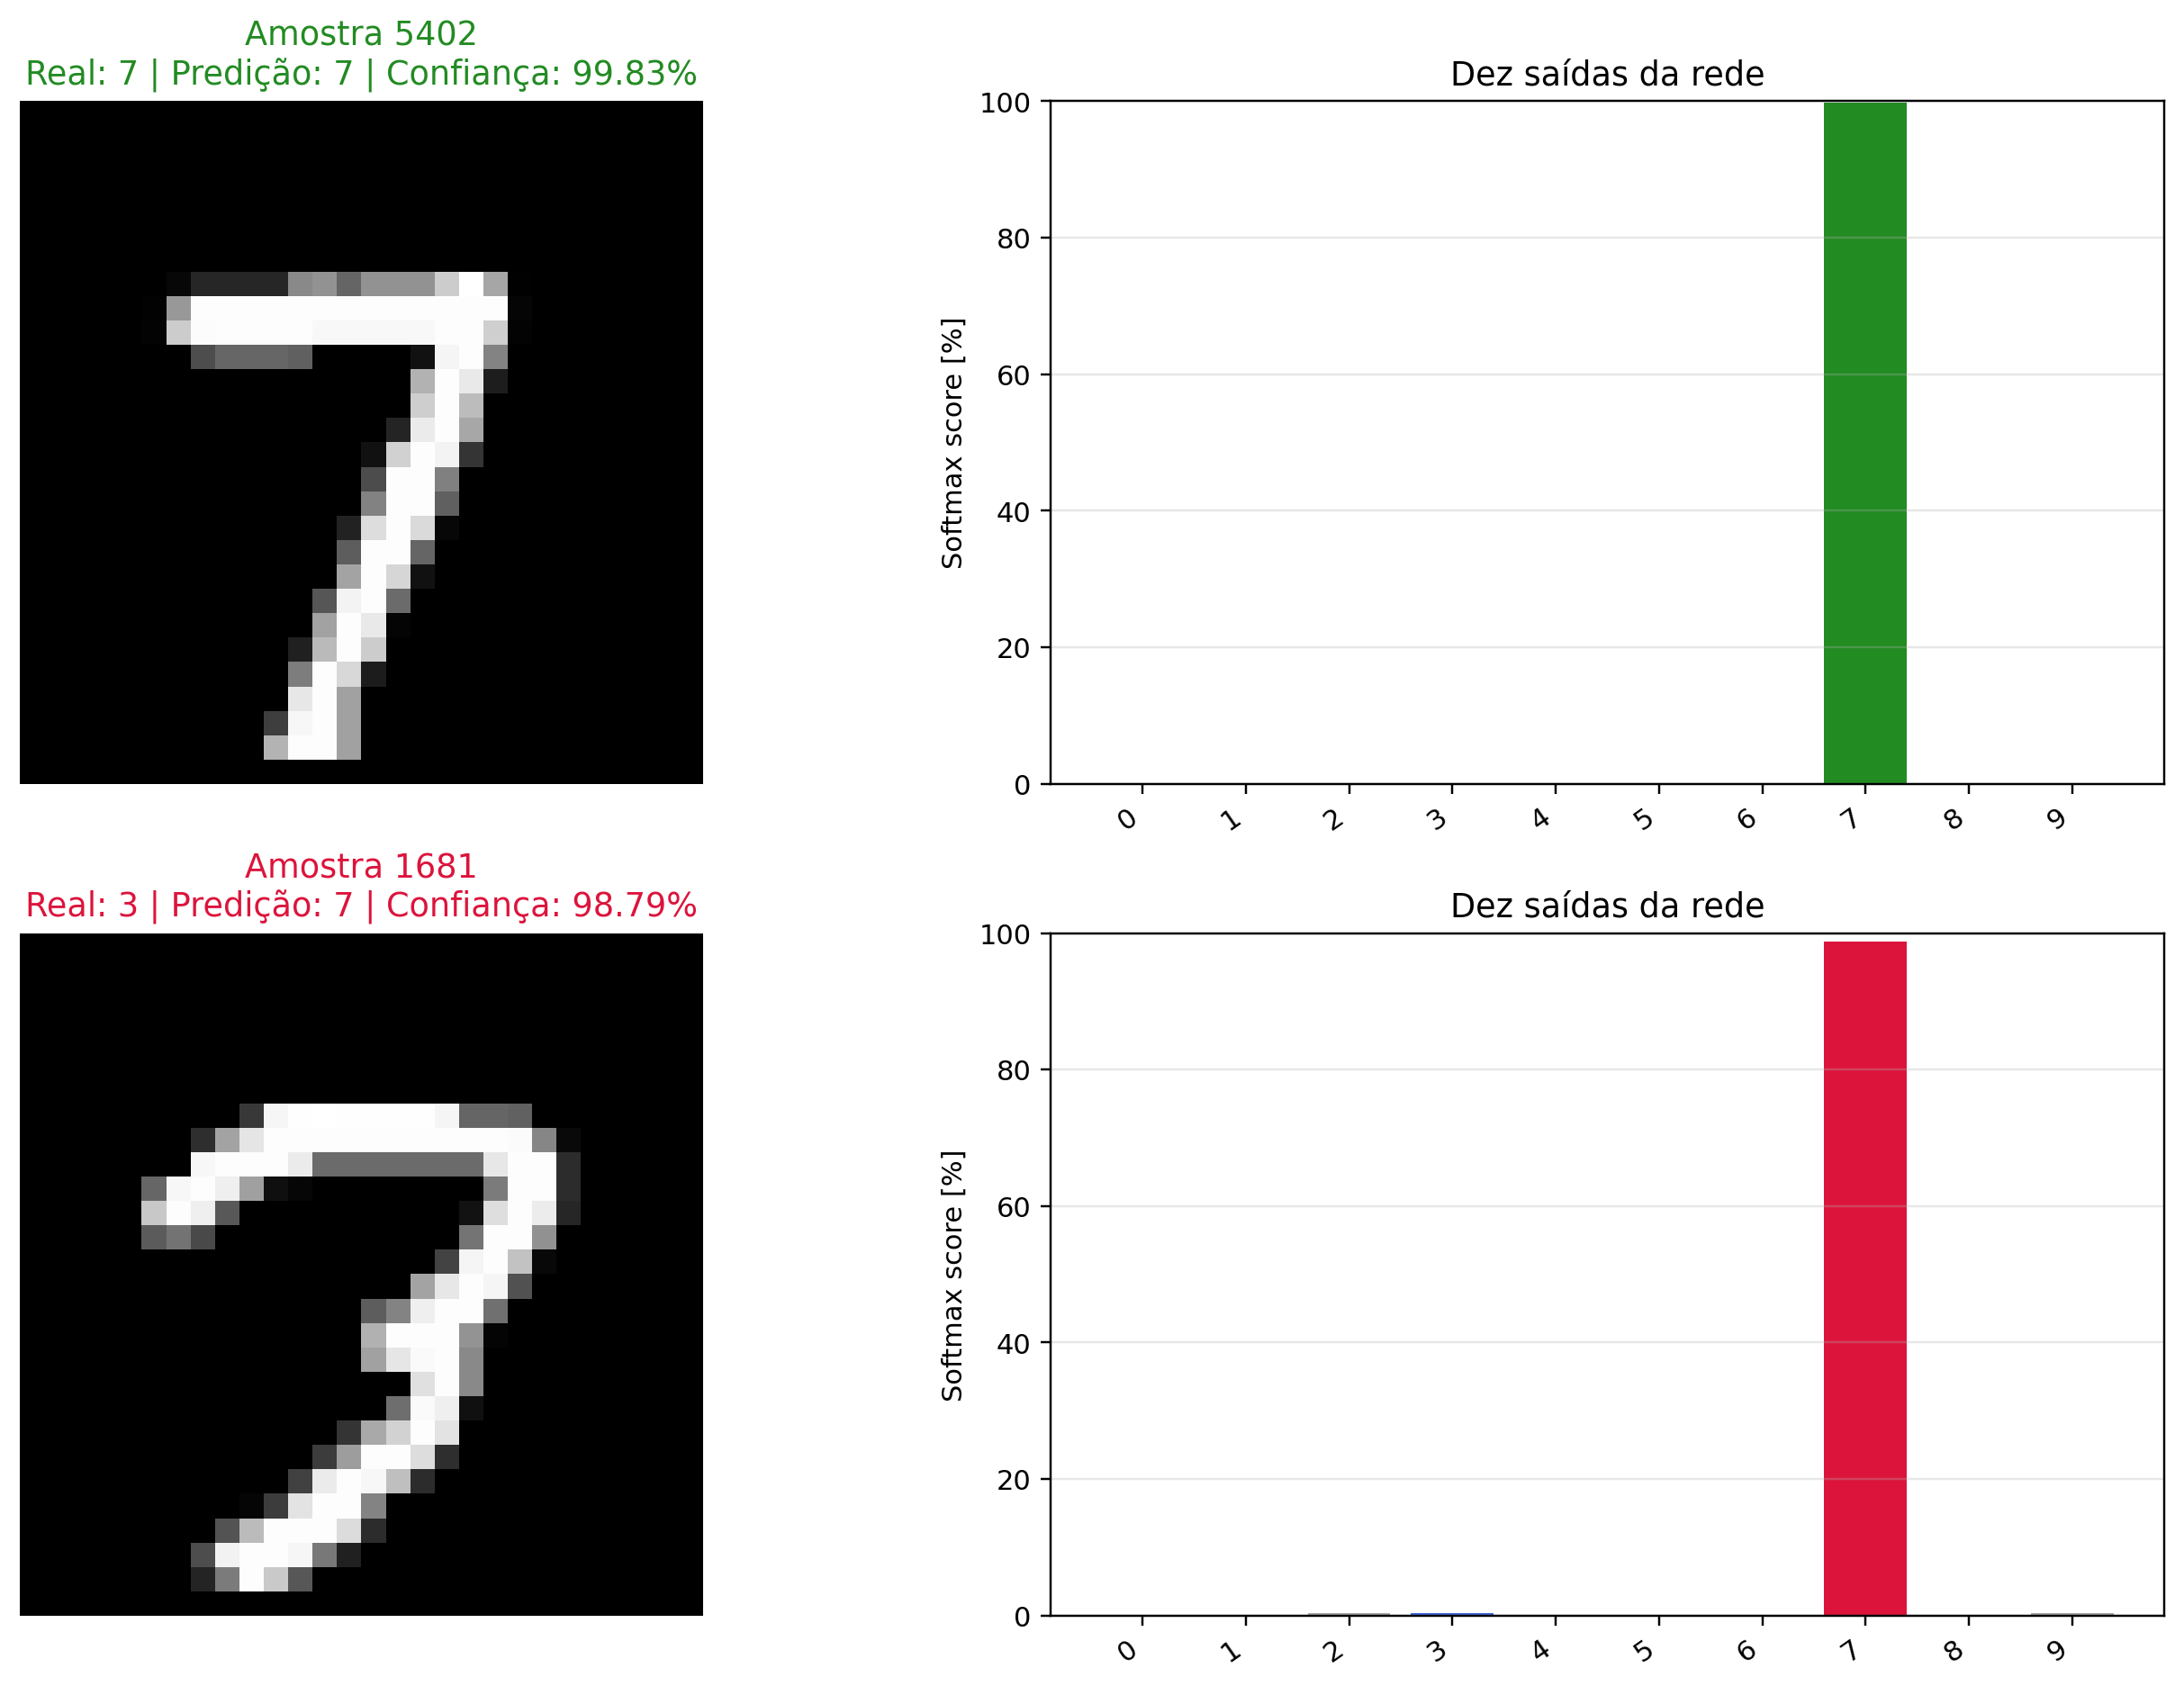 Amostra 5402
Real: 7 | Predição: 7 | Confiança: 99.83%
Dez saídas da rede
100
80
60
40
20
0
Softmax score [%]
0 1 2 3 4 5 6 7 8 9
Amostra 1681
Real: 3 | Predição: 7 | Confiança: 98.79%
Dez saídas da rede
100
80
60
40
20
0
Softmax score [%]
0 1 2 3 4 5 6 7 8 9